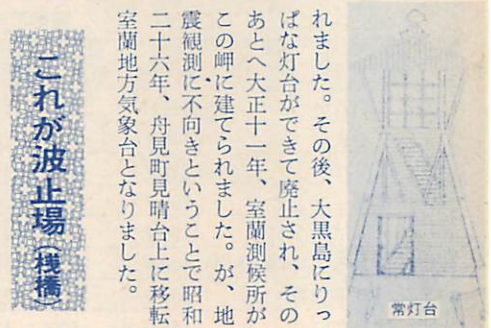 れました。その後、大黒島にりっ
ぱな灯台ができて廃止され、その
あとへ大正十一年、室蘭測候所が
この岬に建てられました。が、地
震観測に不向きということで昭和
二十六年、舟見町見晴台上に移転
室蘭地方気象台となりました。
常灯台
これが波止場(桟橋)